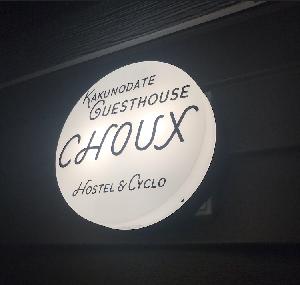 KAKUNODATE
GUESTHOUSE
CHOUX
HOSTEL & CYCLO